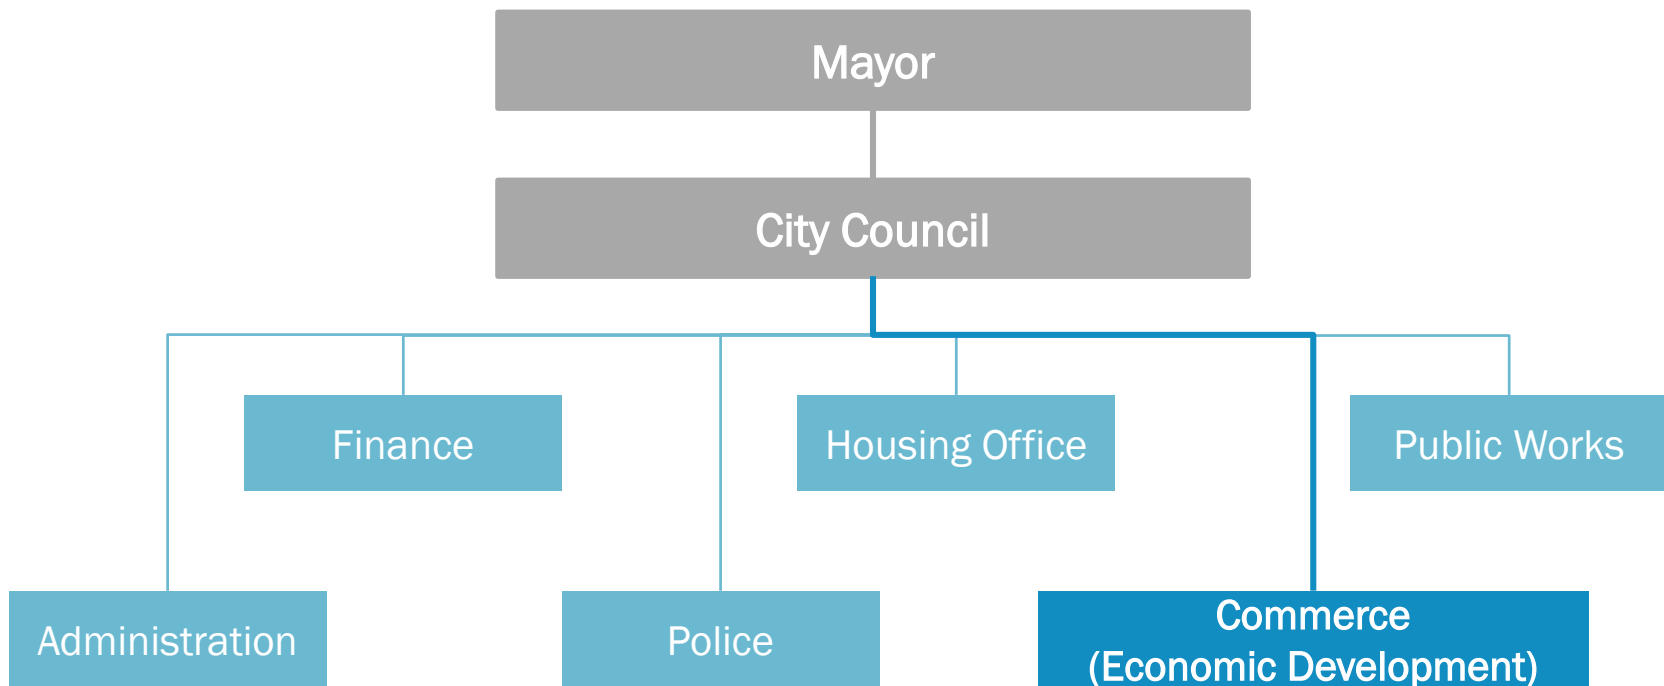 Mayor
City Council
Finance
Housing Office
Public Works
Administration
Police
Commerce
(Economic Development)